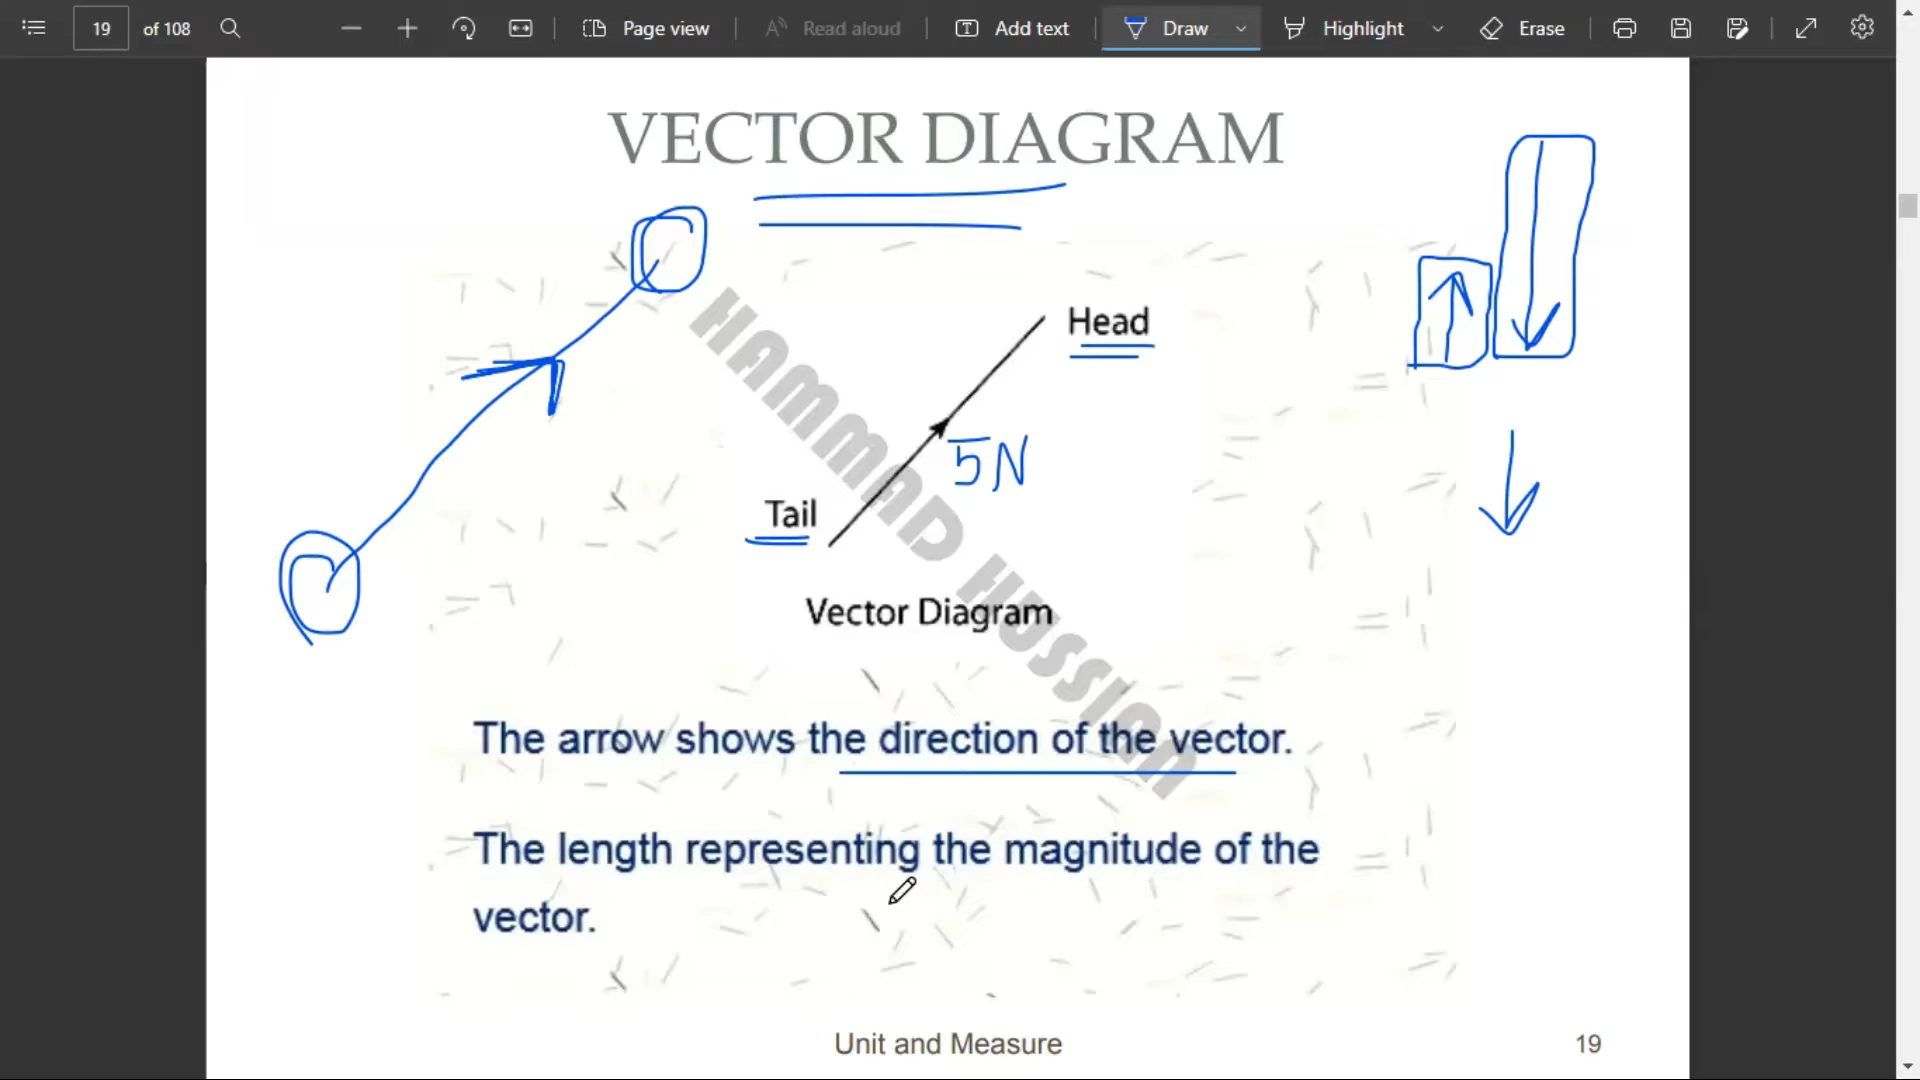 19 of 108 Page view Read aloud Add text Draw Highlight Erase
VECTOR DIAGRAM
Head
5N
Tail
Vector Diagram
HAMMAD HUSSIAN
The arrow shows the direction of the vector.
The length representing the magnitude of the
vector.
Unit and Measure
19